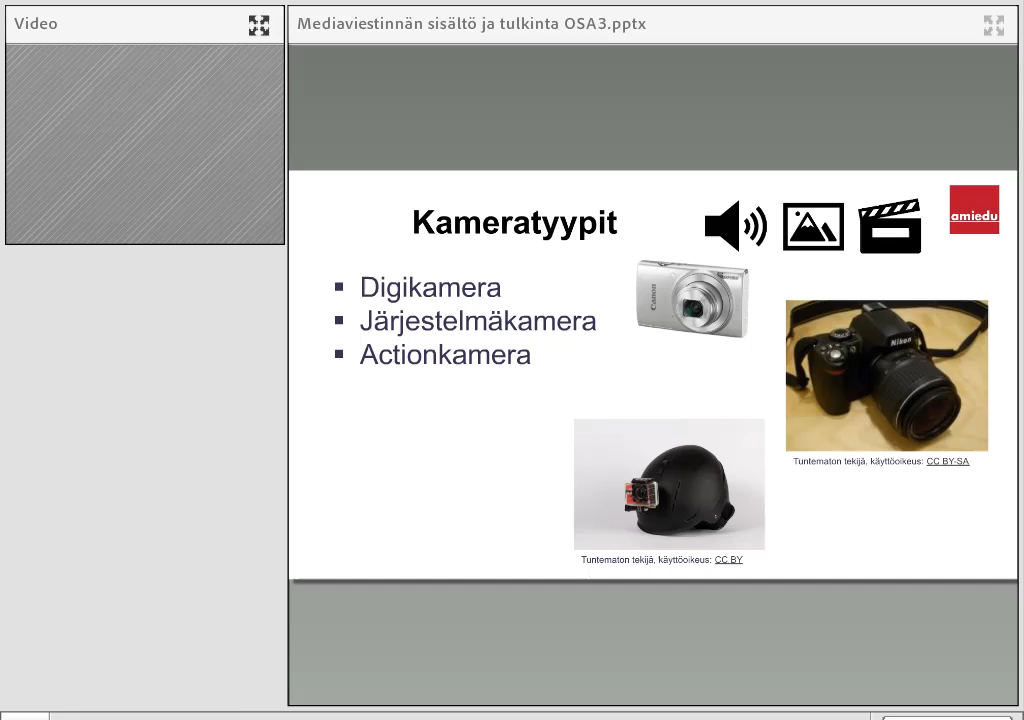 Video
Mediaviestinnän sisältö ja tulkinta OSA3.pptx
amiedu
Kameratyypit
Digikamera
Järjestelmäkamera
Actionkamera
Canon
Nikon
Tuntematon tekijä, käyttöoikeus: CC BY-SA
Tuntematon tekijä, käyttöoikeus: CC BY